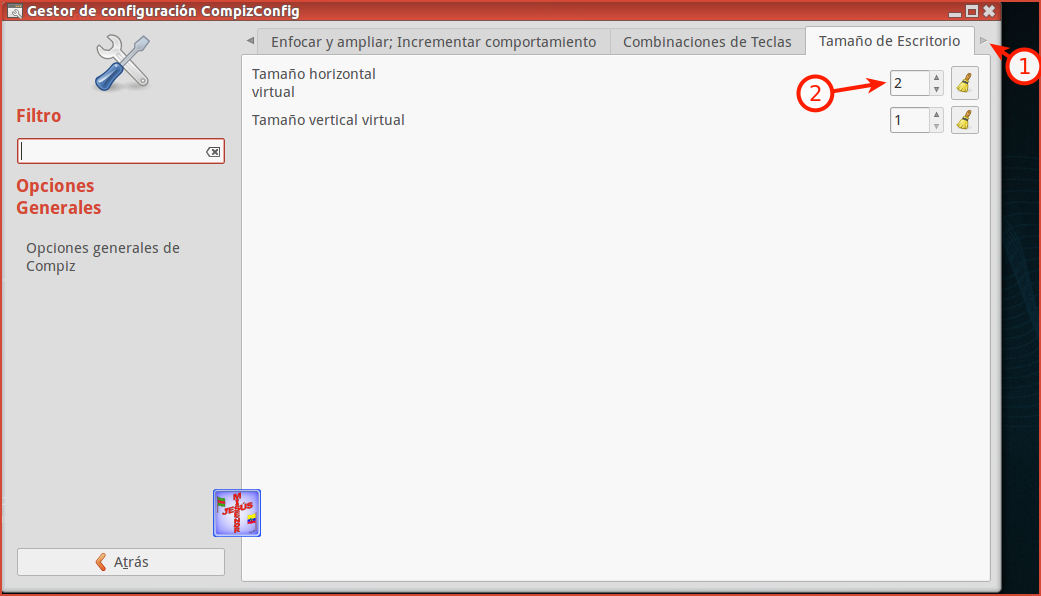 Gestor de configuración CompizConfig
Enfocar y ampliar; Incrementar comportamiento
Combinaciones de Teclas
Tamaño de Escritorio
1
Filtro
Opciones
Generales
Opciones generales de
Compiz
Atrás
Tamaño horizontal
virtual
2
2
Tamaño vertical virtual
1
JESÚS